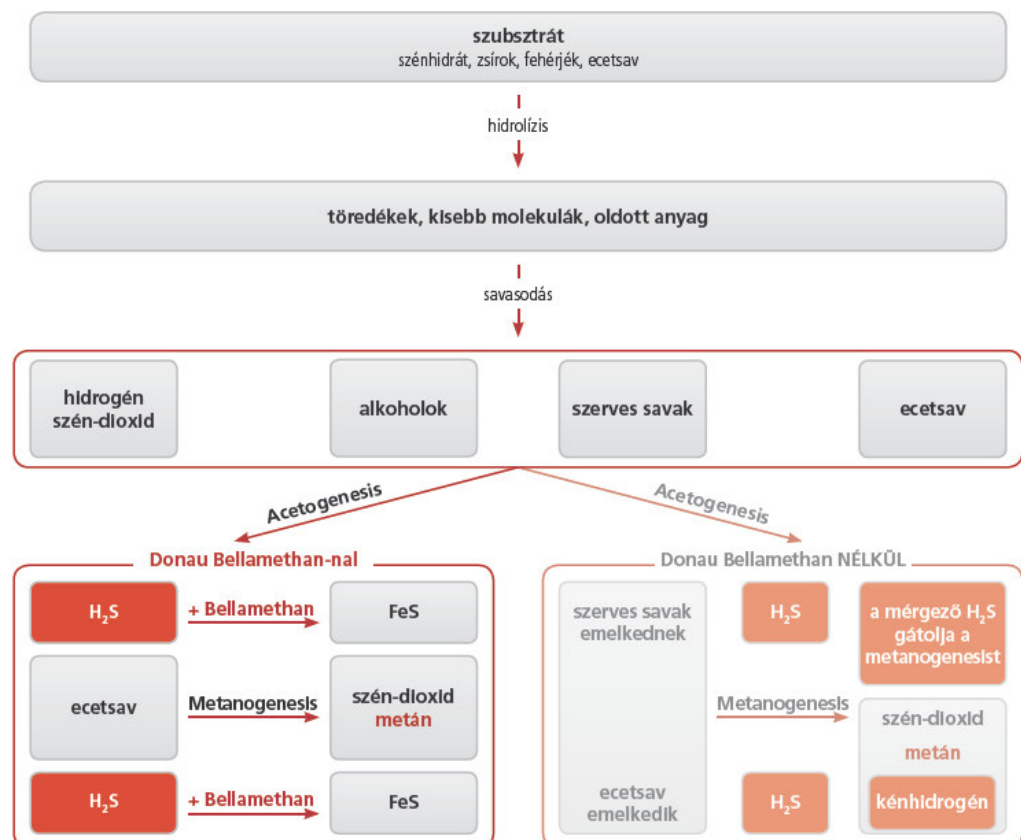 szubsztrát
szénhidrát, zsírok, fehérjék, ecetsav
hidrolízis
töredékek, kisebb molekulák, oldott anyag
savasodás
hidrogén
szén-dioxid
alkoholok
szerves savak
ecetsav
Acetogenesis
Acetogenesis
Donau Bellamethan-nal
H₂S
+ Bellamethan
FeS
ecetsav
Metanogenesis
szén-dioxid
metán
H₂S
+ Bellamethan
FeS
Donau Bellamethan NÉLKÜL
szerves savak
emelkednek
H₂S
a mérgező H₂S
gátolja a
metanogenesist
Metanogenesis
szén-dioxid
metán
ecetsav
emelkedik
H₂S
kénhidrogén